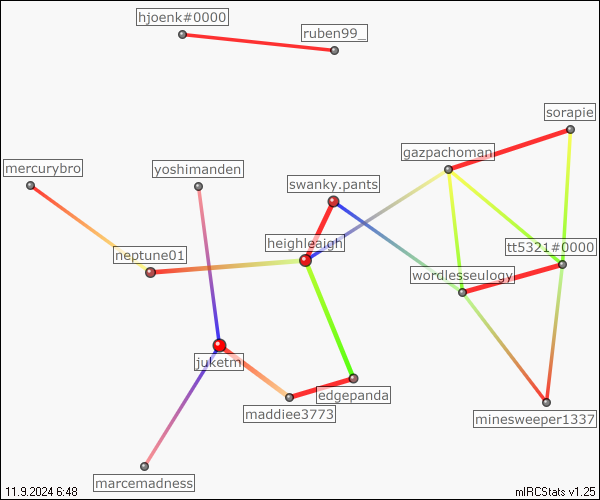 hjoenk#0000
ruben99_
sorapie
gazpachoman
mercurybro
yoshimanden
swanky.pants
heighleaigh
tt5321#0000
neptune01
wordlesseulogy
juketm
edgepanda
maddiee3773
minesweeper1337
marcemadness
11.9.2024 6:48
mIRCStats v1.25